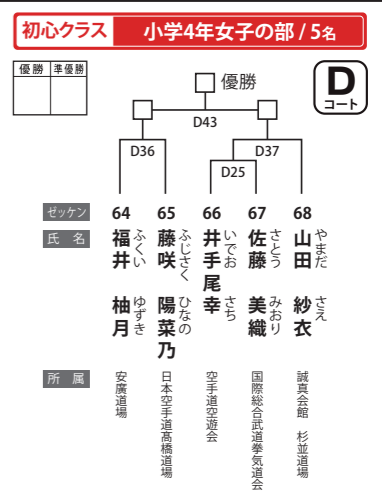 初心クラス 小学4年女子の部 / 5名
優勝 準優勝
優勝
D
コート
D43
D36 D37
D25
ゼッケン 64 65 66 67 68
氏 名
福井 柚月 ふくい ゆずき
藤咲 陽菜乃 ふじさく ひなの
井手尾 幸 いでお さち
佐藤 美織 さとう みおり
山田 紗衣 やまだ さえ
所 属
安廣道場
日本空手道髙橋道場
空手道空遊会
国際総合武道拳気道会
誠真会館 杉並道場